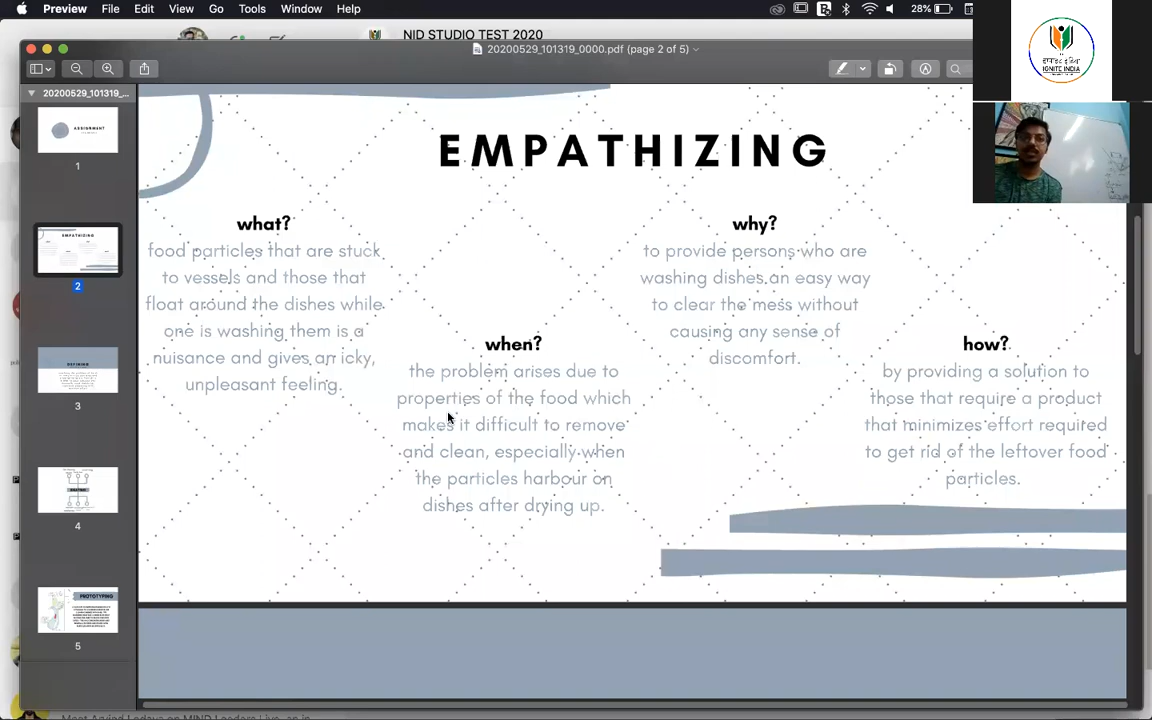 Preview File Edit View Go Tools Window Help
28%
NID STUDIO TEST 2020
20200529_101319_0000.pdf (page 2 of 5)
20200529_101319_...
ASSIGNMENT
1
EMPATHIZING
2
DEFINING
3
4
PROTOTYPING
5
EMPATHIZING
what?
food particles that are stuck
to vessels and those that
float around the dishes while
one is washing them is a
nuisance and gives an icky,
unpleasant feeling.
when?
the problem arises due to
properties of the food which
makes it difficult to remove
and clean, especially when
the particles harbour on
dishes after drying up.
why?
to provide persons who are
washing dishes an easy way
to clear the mess without
causing any sense of
discomfort.
how?
by providing a solution to
those that require a product
that minimizes effort required
to get rid of the leftover food
particles.
IGNITE INDIA